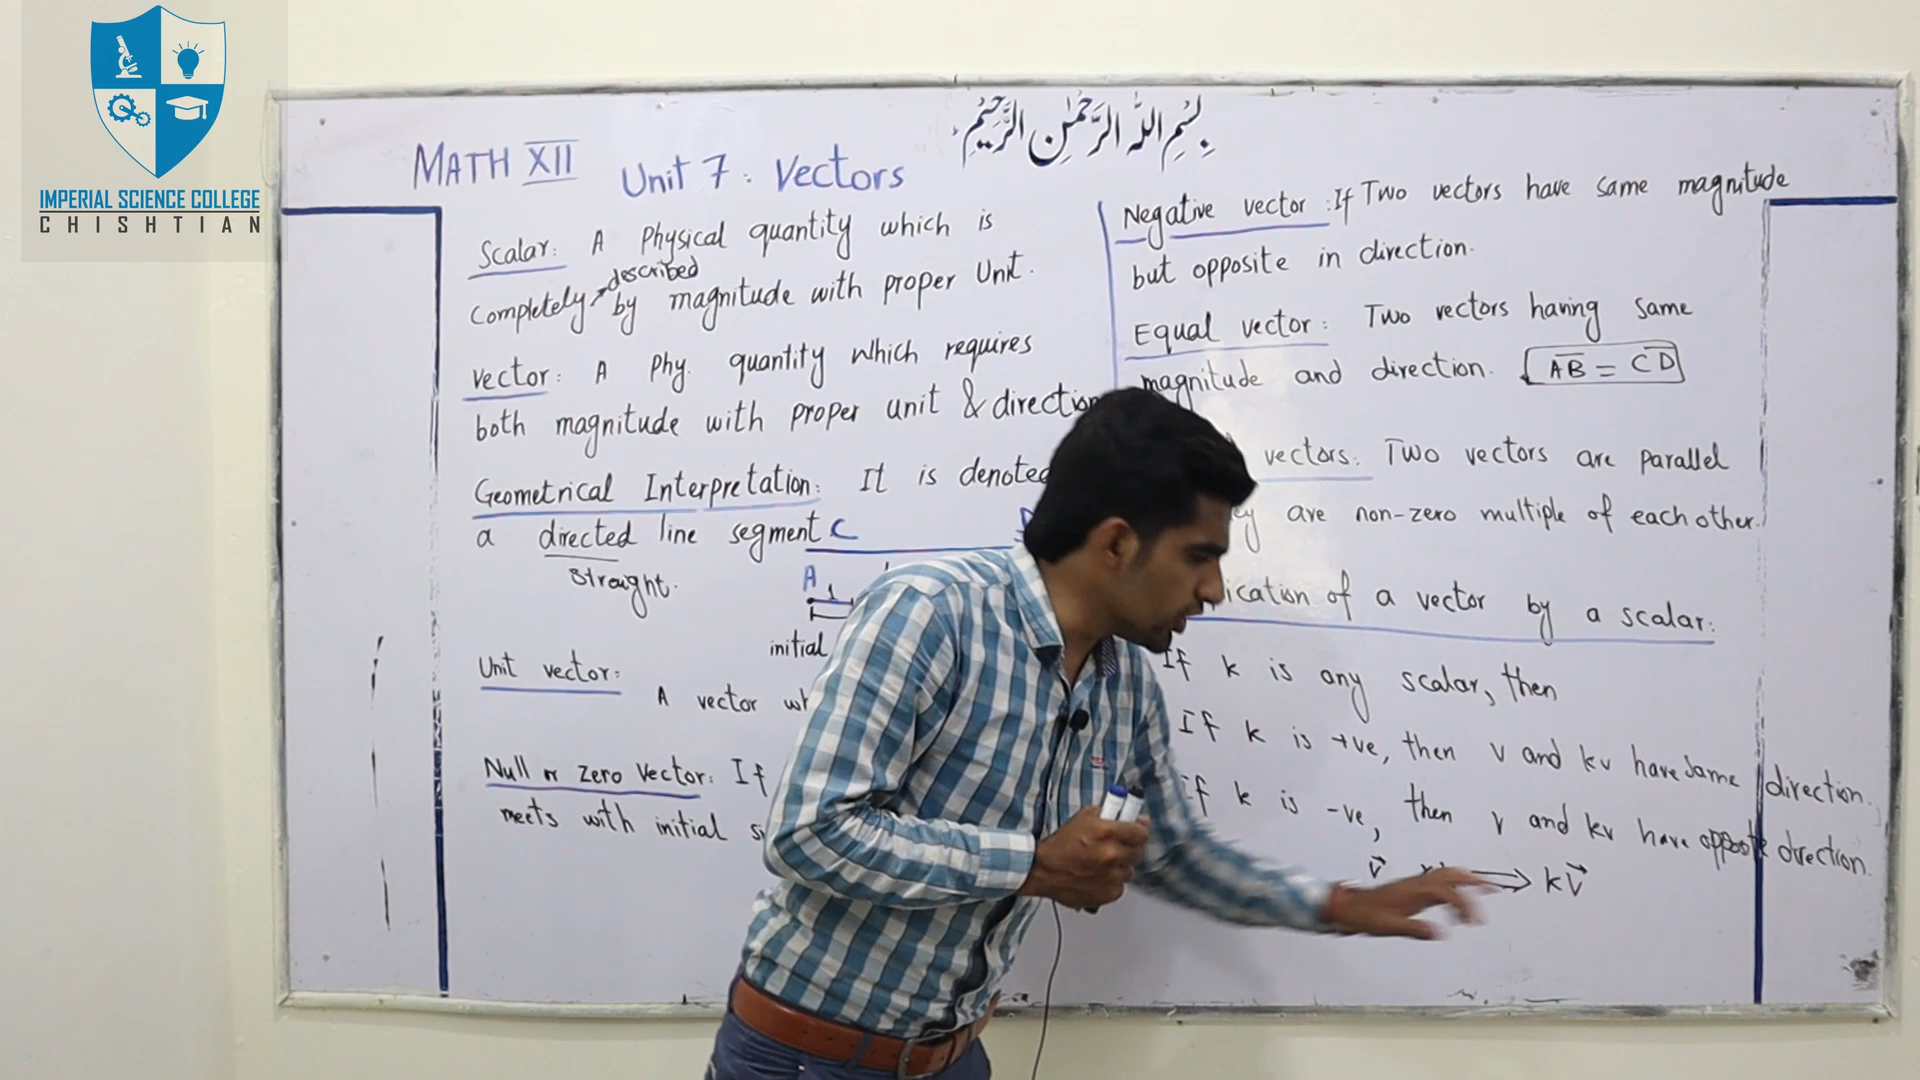 IMPERIAL SCIENCE COLLEGE
CHISHTIAN
بِسْمِ اللهِ الرَّحْمٰنِ الرَّحِيْمِ
MATH XII
Unit 7: Vectors
Scalar: A Physical quantity which is
completely described by magnitude with proper Unit.
Vector: A Phy. quantity which requires
both magnitude with proper unit & direction
Geometrical Interpretation: It is denoted
a directed line segment
straight.
C
A
initial
Unit vector:
A vector
Null or zero Vector: If
meets with initial
Negative vector: If Two vectors have same magnitude
but opposite in direction.
Equal vector: Two vectors having same
magnitude and direction. AB = CD
vectors: Two vectors are parallel
are non-zero multiple of each other.
of a vector by a scalar:
If k is any scalar, then
If k is +ve, then v and kv have same direction.
If k is -ve, then v and kv have opposite direction.
v⃗ ⇒ kv⃗